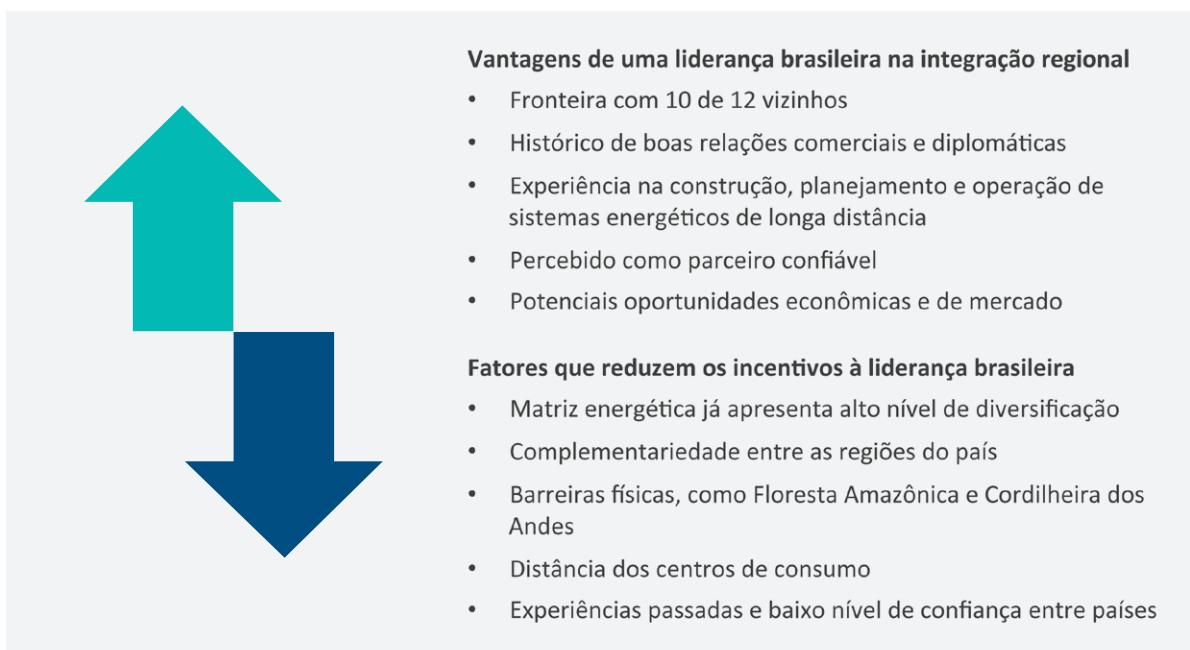 Vantagens de uma liderança brasileira na integração regional
• Fronteira com 10 de 12 vizinhos
• Histórico de boas relações comerciais e diplomáticas
• Experiência na construção, planejamento e operação de
sistemas energéticos de longa distância
• Percebido como parceiro confiável
• Potenciais oportunidades econômicas e de mercado
Fatores que reduzem os incentivos à liderança brasileira
• Matriz energética já apresenta alto nível de diversificação
• Complementariedade entre as regiões do país
• Barreiras físicas, como Floresta Amazônica e Cordilheira dos
Andes
• Distância dos centros de consumo
• Experiências passadas e baixo nível de confiança entre países